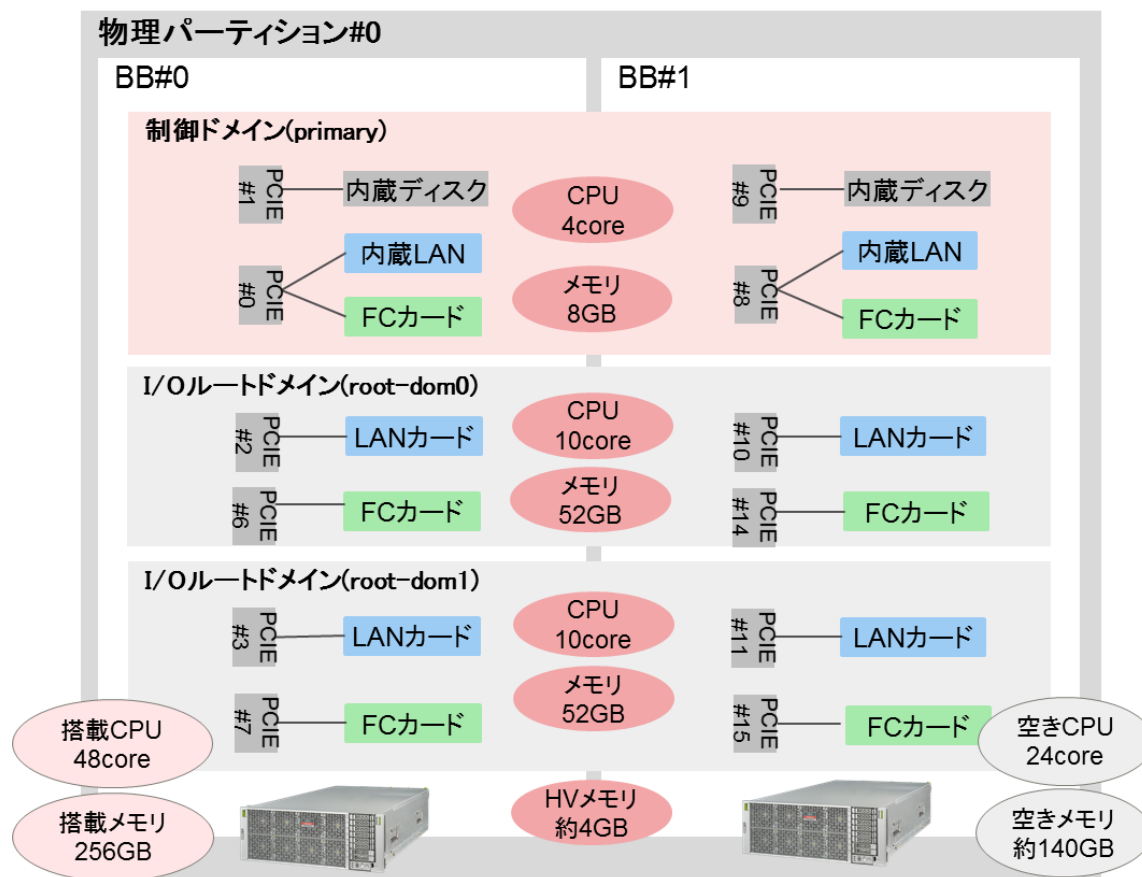 物理パーティション#0
BB#0
BB#1
制御ドメイン(primary)
PCIE
#1
内蔵ディスク
CPU
4core
PCIE
#9
内蔵ディスク
PCIE
#0
内蔵LAN
FCカード
メモリ
8GB
PCIE
#8
内蔵LAN
FCカード
I/Oルートドメイン(root-dom0)
PCIE
#2
LANカード
CPU
10core
PCIE
#10
LANカード
PCIE
#6
FCカード
メモリ
52GB
PCIE
#14
FCカード
I/Oルートドメイン(root-dom1)
PCIE
#3
LANカード
CPU
10core
PCIE
#11
LANカード
PCIE
#7
FCカード
メモリ
52GB
PCIE
#15
FCカード
搭載CPU
48core
空きCPU
24core
搭載メモリ
256GB
HVメモリ
約4GB
空きメモリ
約140GB